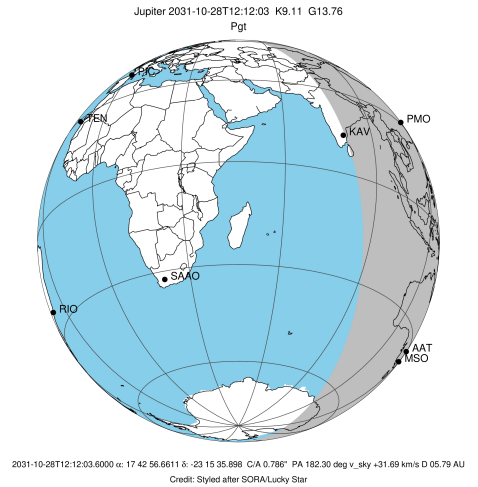 Jupiter 2031-10-28T12:12:03 K9.11 G13.76
Pgt
PIC
TEN
KAV
PMO
SAAO
RIO
AAT
MSO
2031-10-28T12:12:03.6000 α: 17 42 56.6611 δ: -23 15 35.898 C/A 0.786" PA 182.30 deg v_sky +31.69 km/s D 05.79 AU
Credit: Styled after SORA/Lucky Star